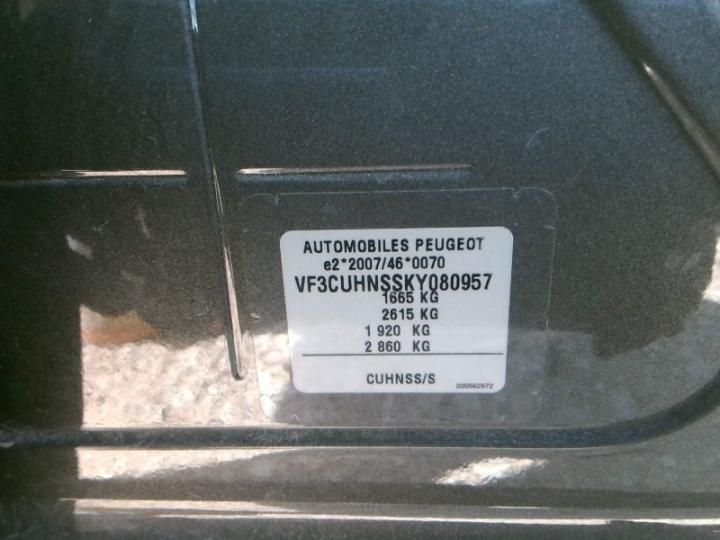 AUTOMOBILES PEUGEOT
e2*2007/46*0070
VF3CUHNSSKY080957
1665 KG
2615 KG
1 920 KG
2 860 KG
CUHNSS/S
200562972